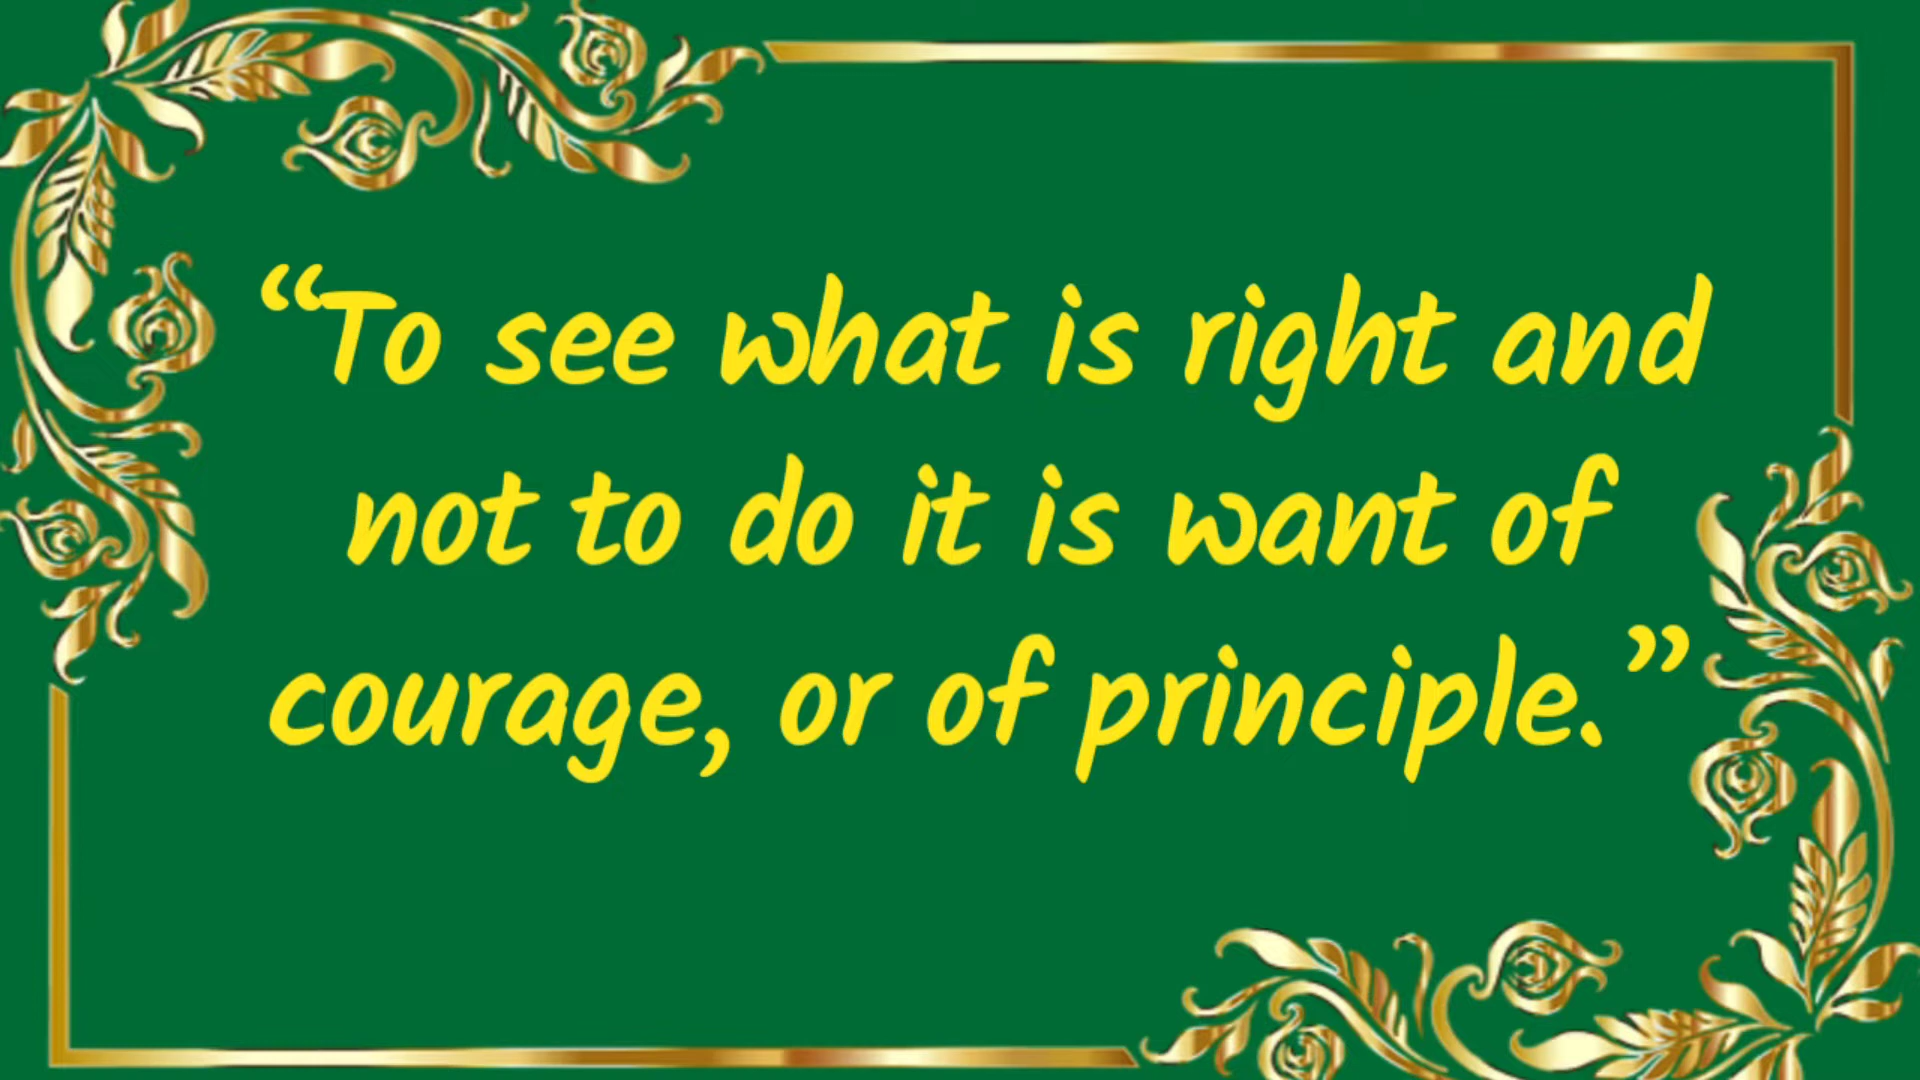 “To see what is right and
not to do it is want of
courage, or of principle.”